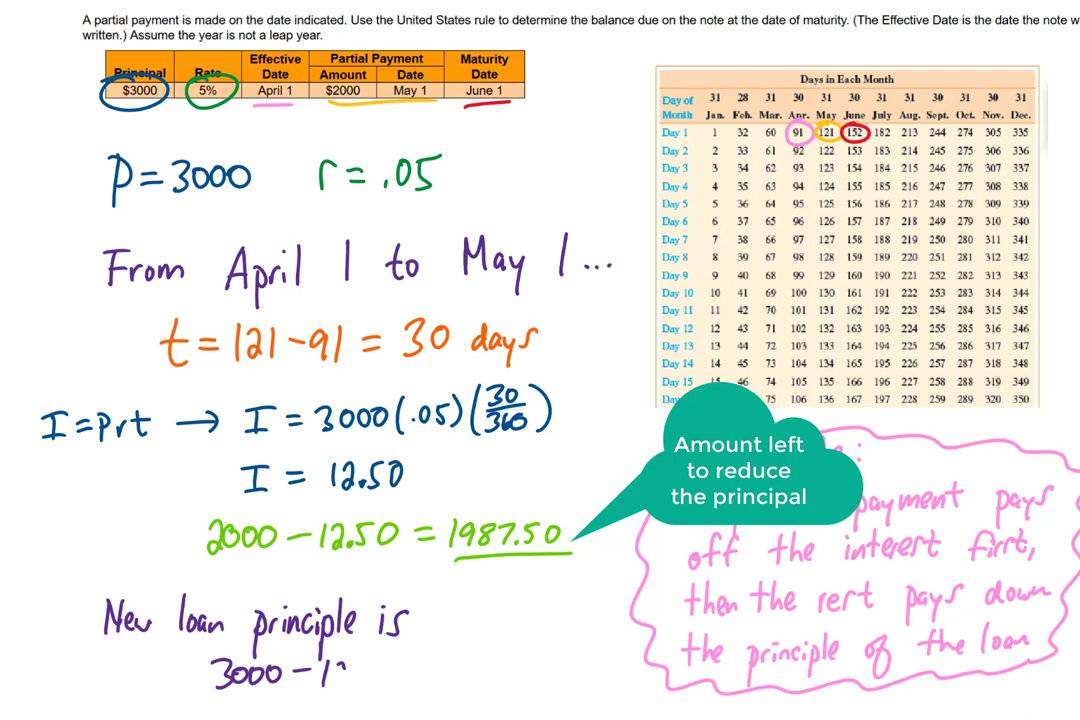 A partial payment is made on the date indicated. Use the United States rule to determine the balance due on the note at the date of maturity. (The Effective Date is the date the note w
written.) Assume the year is not a leap year.
Principal Rate Effective Date Partial Payment Amount Date Maturity Date
$3000 5% April 1 $2000 May 1 June 1
Days in Each Month
31 28 31 30 31 30 31 31 30 31 30 31
Day of Month Jan. Feb. Mar. Apr. May June July Aug. Sept. Oct. Nov. Dec.
Day 1 1 32 60 91 121 152 182 213 244 274 305 335
Day 2 2 33 61 92 122 153 183 214 245 275 306 336
Day 3 3 34 62 93 123 154 184 215 246 276 307 337
Day 4 4 35 63 94 124 155 185 216 247 277 308 338
Day 5 5 36 64 95 125 156 186 217 248 278 309 339
Day 6 6 37 65 96 126 157 187 218 249 279 310 340
Day 7 7 38 66 97 127 158 188 219 250 280 311 341
Day 8 8 39 67 98 128 159 189 220 251 281 312 342
Day 9 9 40 68 99 129 160 190 221 252 282 313 343
Day 10 10 41 69 100 130 161 191 222 253 283 314 344
Day 11 11 42 70 101 131 162 192 223 254 284 315 345
Day 12 12 43 71 102 132 163 193 224 255 285 316 346
Day 13 13 44 72 103 133 164 194 225 256 286 317 347
Day 14 14 45 73 104 134 165 195 226 257 287 318 348
Day 15 15 46 74 105 135 166 196 227 258 288 319 349
75 106 136 167 197 228 259 289 320 350
P = 3000 r = .05
From April 1 to May 1...
t = 121 - 91 = 30 days
I = Prt → I = 3000 (.05) (30/360)
I = 12.50
2000 - 12.50 = 1987.50
New loan principle is
3000 - 1
Amount left
to reduce
the principal
payment pays
off the interest first,
then the rest pays down
the principle of the loan